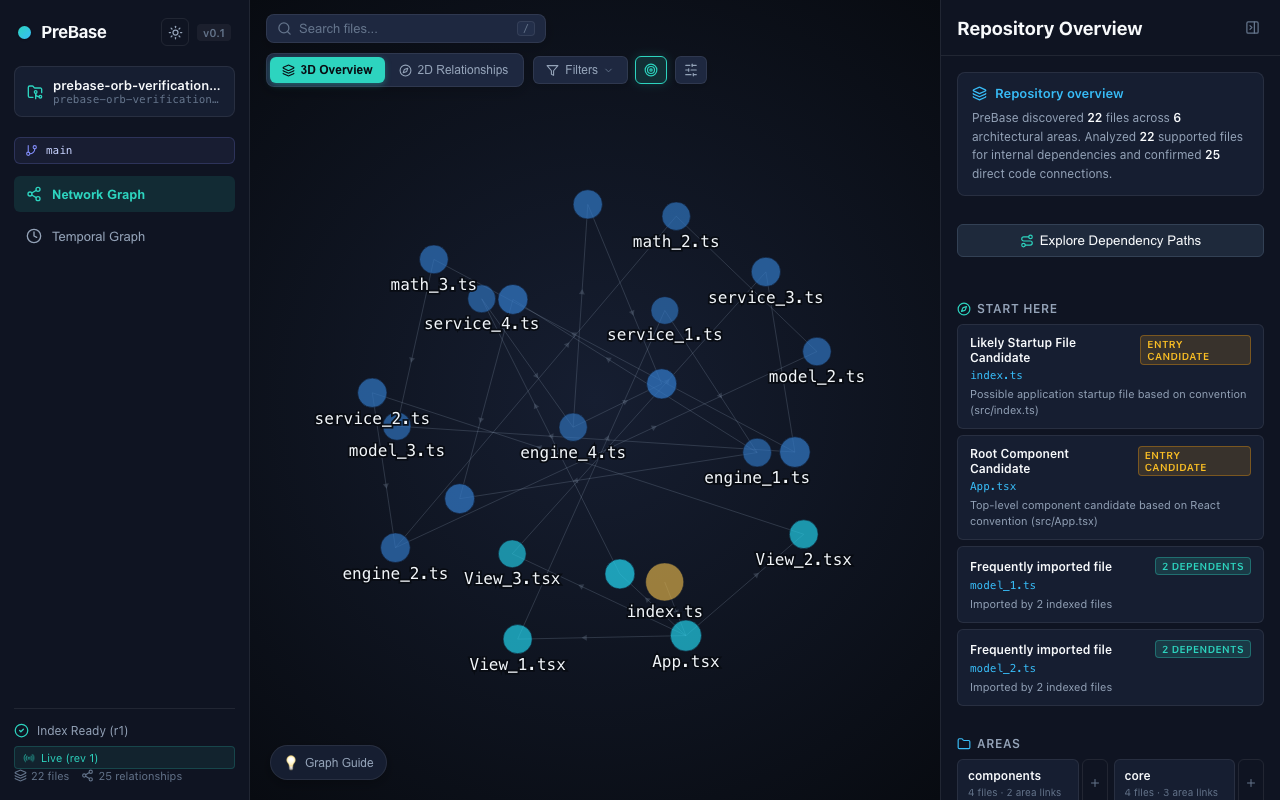 PreBase
v0.1
prebase-orb-verification...
prebase-orb-verification…
main
Network Graph
Temporal Graph
Index Ready (r1)
Live (rev 1)
22 files
25 relationships
Search files...
/
3D Overview
2D Relationships
Filters
math_2.ts
math_3.ts
service_3.ts
service_4.ts
service_1.ts
model_2.ts
service_2.ts
model_3.ts
engine_4.ts
engine_1.ts
View_2.tsx
engine_2.ts
View_3.tsx
index.ts
View_1.tsx
App.tsx
Graph Guide
Repository Overview
Repository overview
PreBase discovered 22 files across 6
architectural areas. Analyzed 22 supported files
for internal dependencies and confirmed 25
direct code connections.
Explore Dependency Paths
START HERE
Likely Startup File
Candidate
ENTRY
CANDIDATE
index.ts
Possible application startup file based on convention
(src/index.ts)
Root Component
Candidate
ENTRY
CANDIDATE
App.tsx
Top-level component candidate based on React
convention (src/App.tsx)
Frequently imported file
2 DEPENDENTS
model_1.ts
Imported by 2 indexed files
Frequently imported file
2 DEPENDENTS
model_2.ts
Imported by 2 indexed files
AREAS
components
4 files · 2 area links
+
core
4 files · 3 area links
+